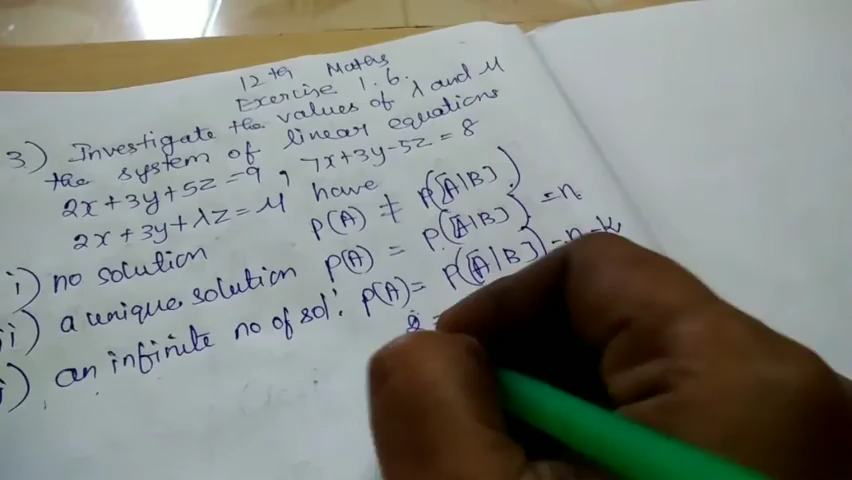 12th Maths
Exercise 1.6.
3) Investigate the values of λ and μ
the system of linear equations
2x+3y+5z=9, 7x+3y-5z=8
2x+3y+λz=μ have
i) no solution ρ(A) ≠ ρ([A|B])
ii) a unique solution ρ(A) = ρ([A|B]) =n
i) an infinite no of sol: ρ(A)= ρ([A|B]) =n-k